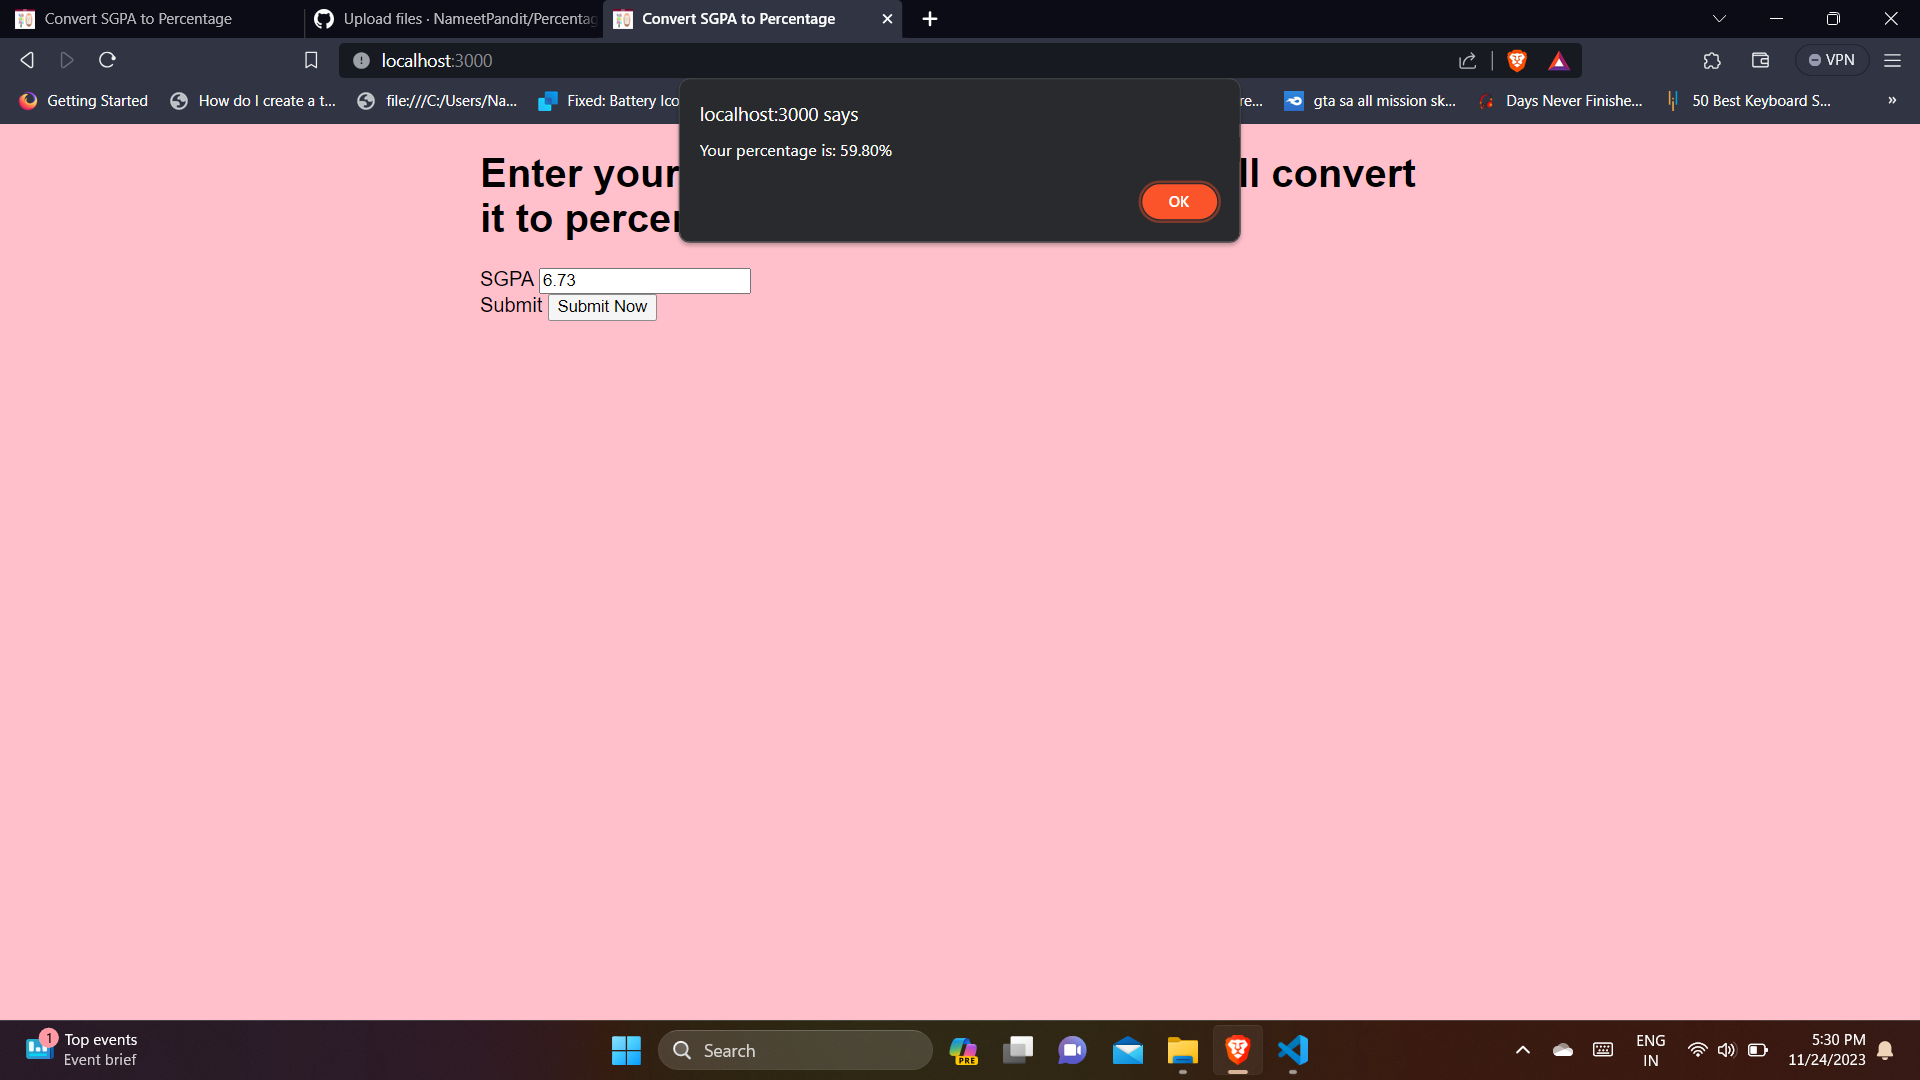 Convert SGPA to Percentage
Upload files · NameetPandit/Percentag
Convert SGPA to Percentage
localhost:3000
VPN
Getting Started
How do I create a t...
file:///C:/Users/Na...
Fixed: Battery Ico
re...
gta sa all mission sk...
Days Never Finishe...
50 Best Keyboard S...
»
localhost:3000 says
Your percentage is: 59.80%
OK
Enter your ll convert
it to percer
SGPA 6.73
Submit Submit Now
1
Top events
Event brief
Search
PRE
ENG
IN
5:30 PM
11/24/2023